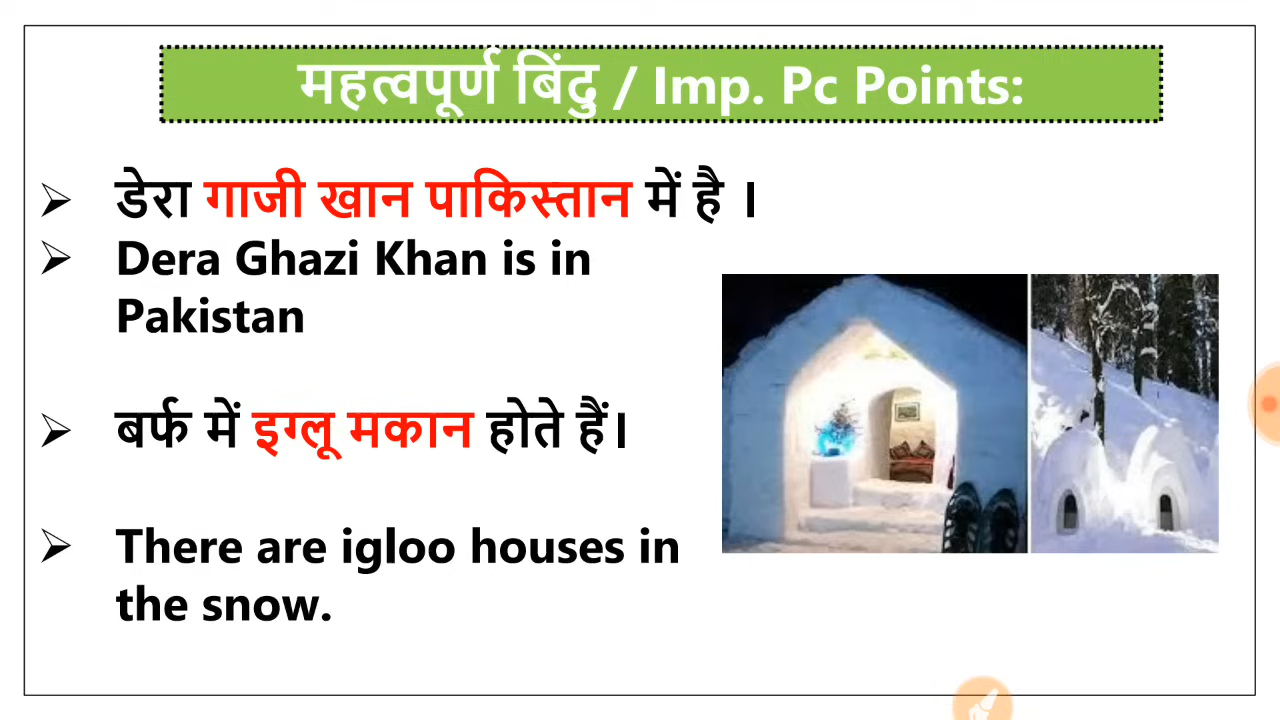 महत्वपूर्ण बिंदु / Imp. Pc Points:
डेरा गाजी खान पाकिस्तान में है ।
Dera Ghazi Khan is in
Pakistan
बर्फ में इग्लू मकान होते हैं।
There are igloo houses in
the snow.